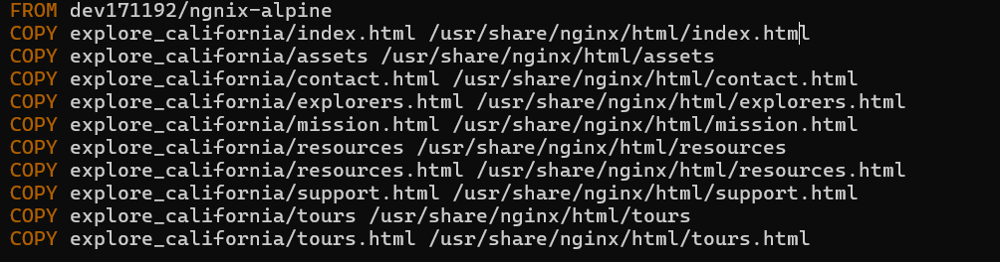 FROM dev171192/ngnix-alpine
COPY explore_california/index.html /usr/share/nginx/html/index.html
COPY explore_california/assets /usr/share/nginx/html/assets
COPY explore_california/contact.html /usr/share/nginx/html/contact.html
COPY explore_california/explorers.html /usr/share/nginx/html/explorers.html
COPY explore_california/mission.html /usr/share/nginx/html/mission.html
COPY explore_california/resources /usr/share/nginx/html/resources
COPY explore_california/resources.html /usr/share/nginx/html/resources.html
COPY explore_california/support.html /usr/share/nginx/html/support.html
COPY explore_california/tours /usr/share/nginx/html/tours
COPY explore_california/tours.html /usr/share/nginx/html/tours.html